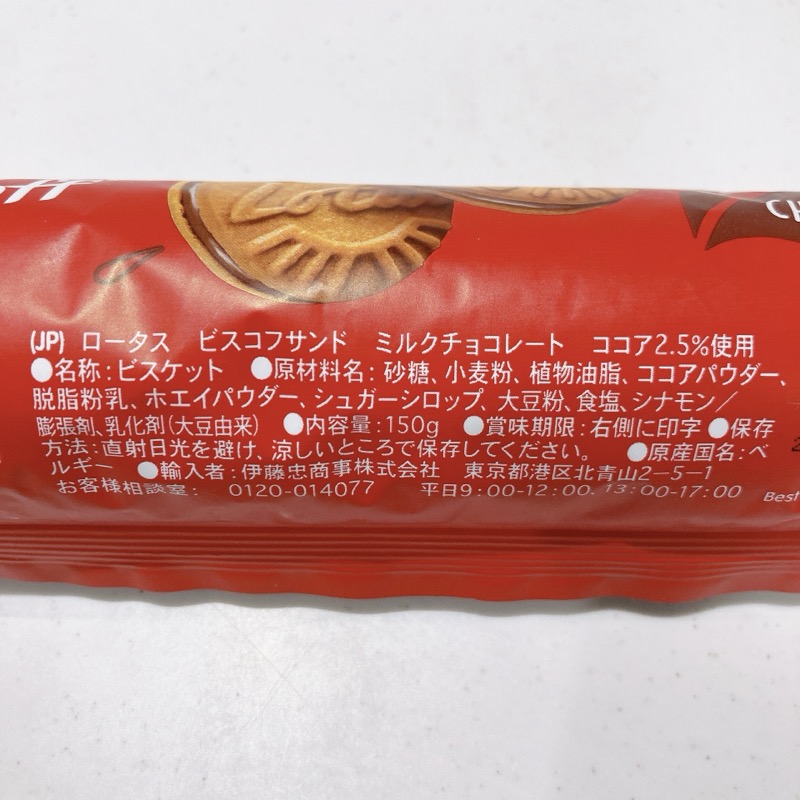 Lotus
(JP) ロータス ビスコフサンド ミルクチョコレート ココア2.5%使用
●名称:ビスケット ●原材料名:砂糖、小麦粉、植物油脂、ココアパウダー、
脱脂粉乳、ホエイパウダー、シュガーシロップ、大豆粉、食塩、シナモン/
膨張剤、乳化剤(大豆由来) ●内容量:150g ●賞味期限:右側に印字 ●保存
方法:直射日光を避け、涼しいところで保存してください。 ●原産国名:ベ
ルギー ●輸入者:伊藤忠商事株式会社 東京都港区北青山2-5-1
お客様相談室: 0120-014077 平日9:00-12:00、13:00-17:00
Best